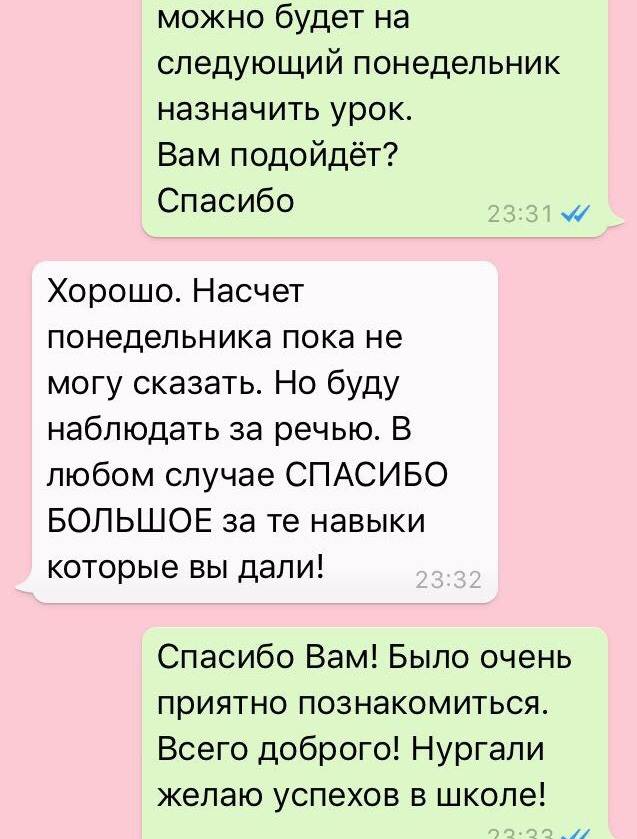 можно будет на
следующий понедельник
назначить урок.
Вам подойдёт?
Спасибо
23:31
Хорошо. Насчет
понедельника пока не
могу сказать. Но буду
наблюдать за речью. В
любом случае СПАСИБО
БОЛЬШОЕ за те навыки
которые вы дали!
23:32
Спасибо Вам! Было очень
приятно познакомиться.
Всего доброго! Нургали
желаю успехов в школе!
23:33